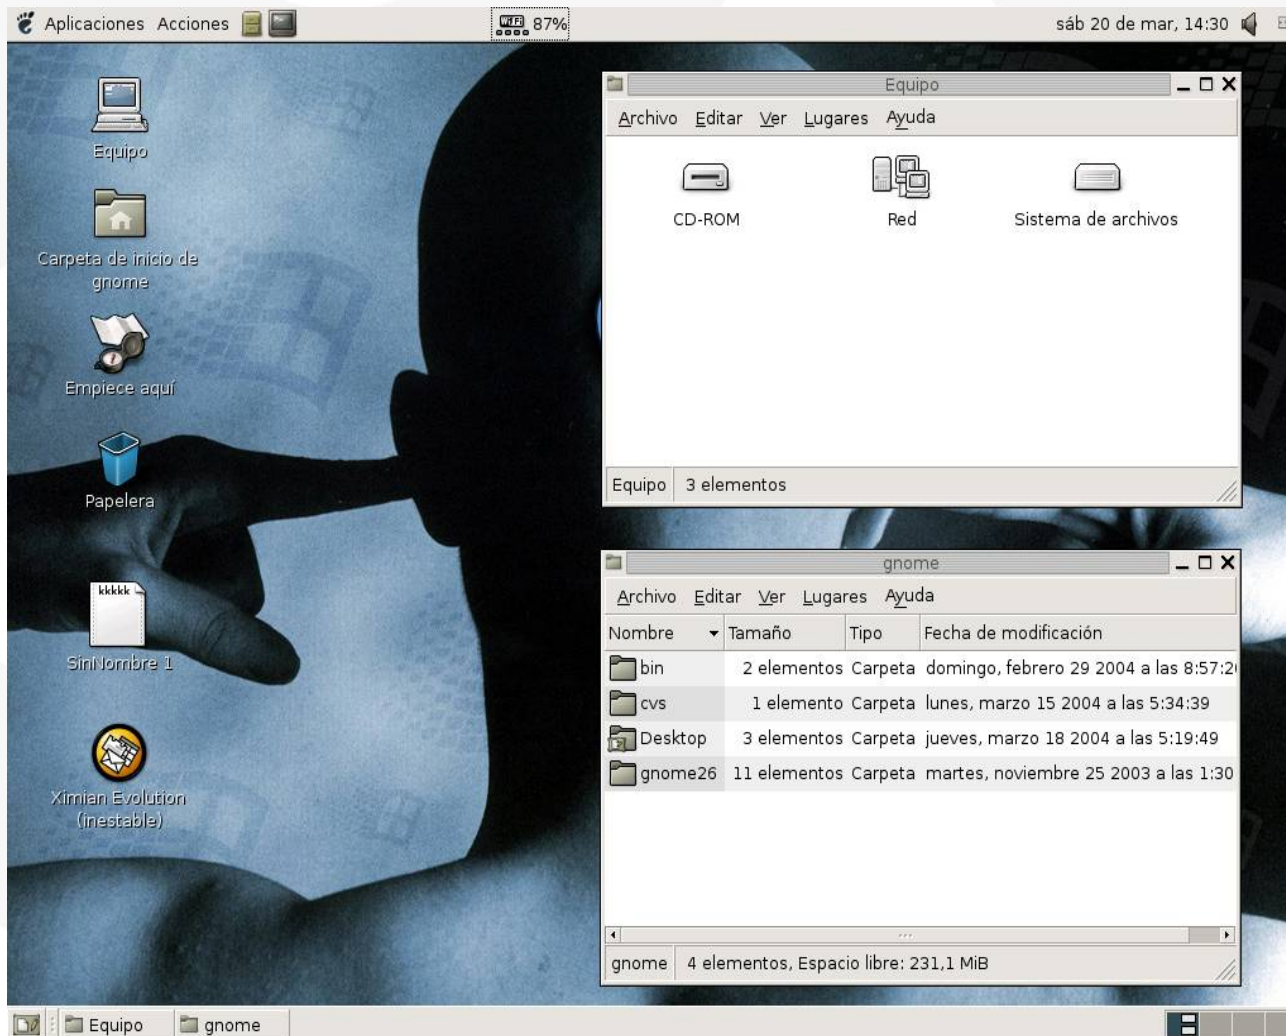 Aplicaciones Acciones
WiFi 87%
sáb 20 de mar, 14:30
Equipo
Carpeta de inicio de
gnome
Empiece aquí
Papelera
kkkkk
SinNombre 1
Ximian Evolution
(inestable)
Equipo
Archivo Editar Ver Lugares Ayuda
CD-ROM Red Sistema de archivos
Equipo 3 elementos
gnome
Archivo Editar Ver Lugares Ayuda
Nombre Tamaño Tipo Fecha de modificación
bin 2 elementos Carpeta domingo, febrero 29 2004 a las 8:57:2
cvs 1 elemento Carpeta lunes, marzo 15 2004 a las 5:34:39
Desktop 3 elementos Carpeta jueves, marzo 18 2004 a las 5:19:49
gnome26 11 elementos Carpeta martes, noviembre 25 2003 a las 1:30
gnome 4 elementos, Espacio libre: 231,1 MiB
Equipo gnome